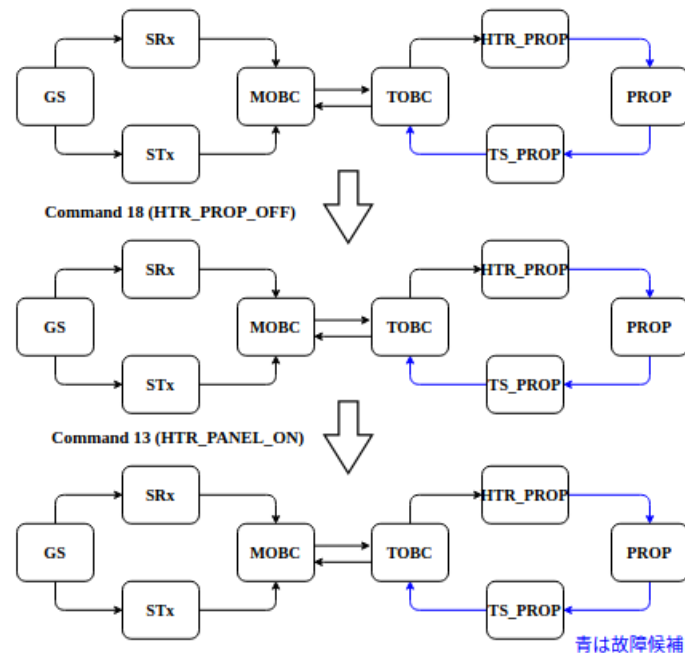 SRx
HTR_PROP
GS
MOBC
TOBC
PROP
STx
TS_PROP
Command 18 (HTR_PROP_OFF)
SRx
HTR_PROP
GS
MOBC
TOBC
PROP
STx
TS_PROP
Command 13 (HTR_PANEL_ON)
SRx
HTR_PROP
GS
MOBC
TOBC
PROP
STx
TS_PROP
青は故障候補